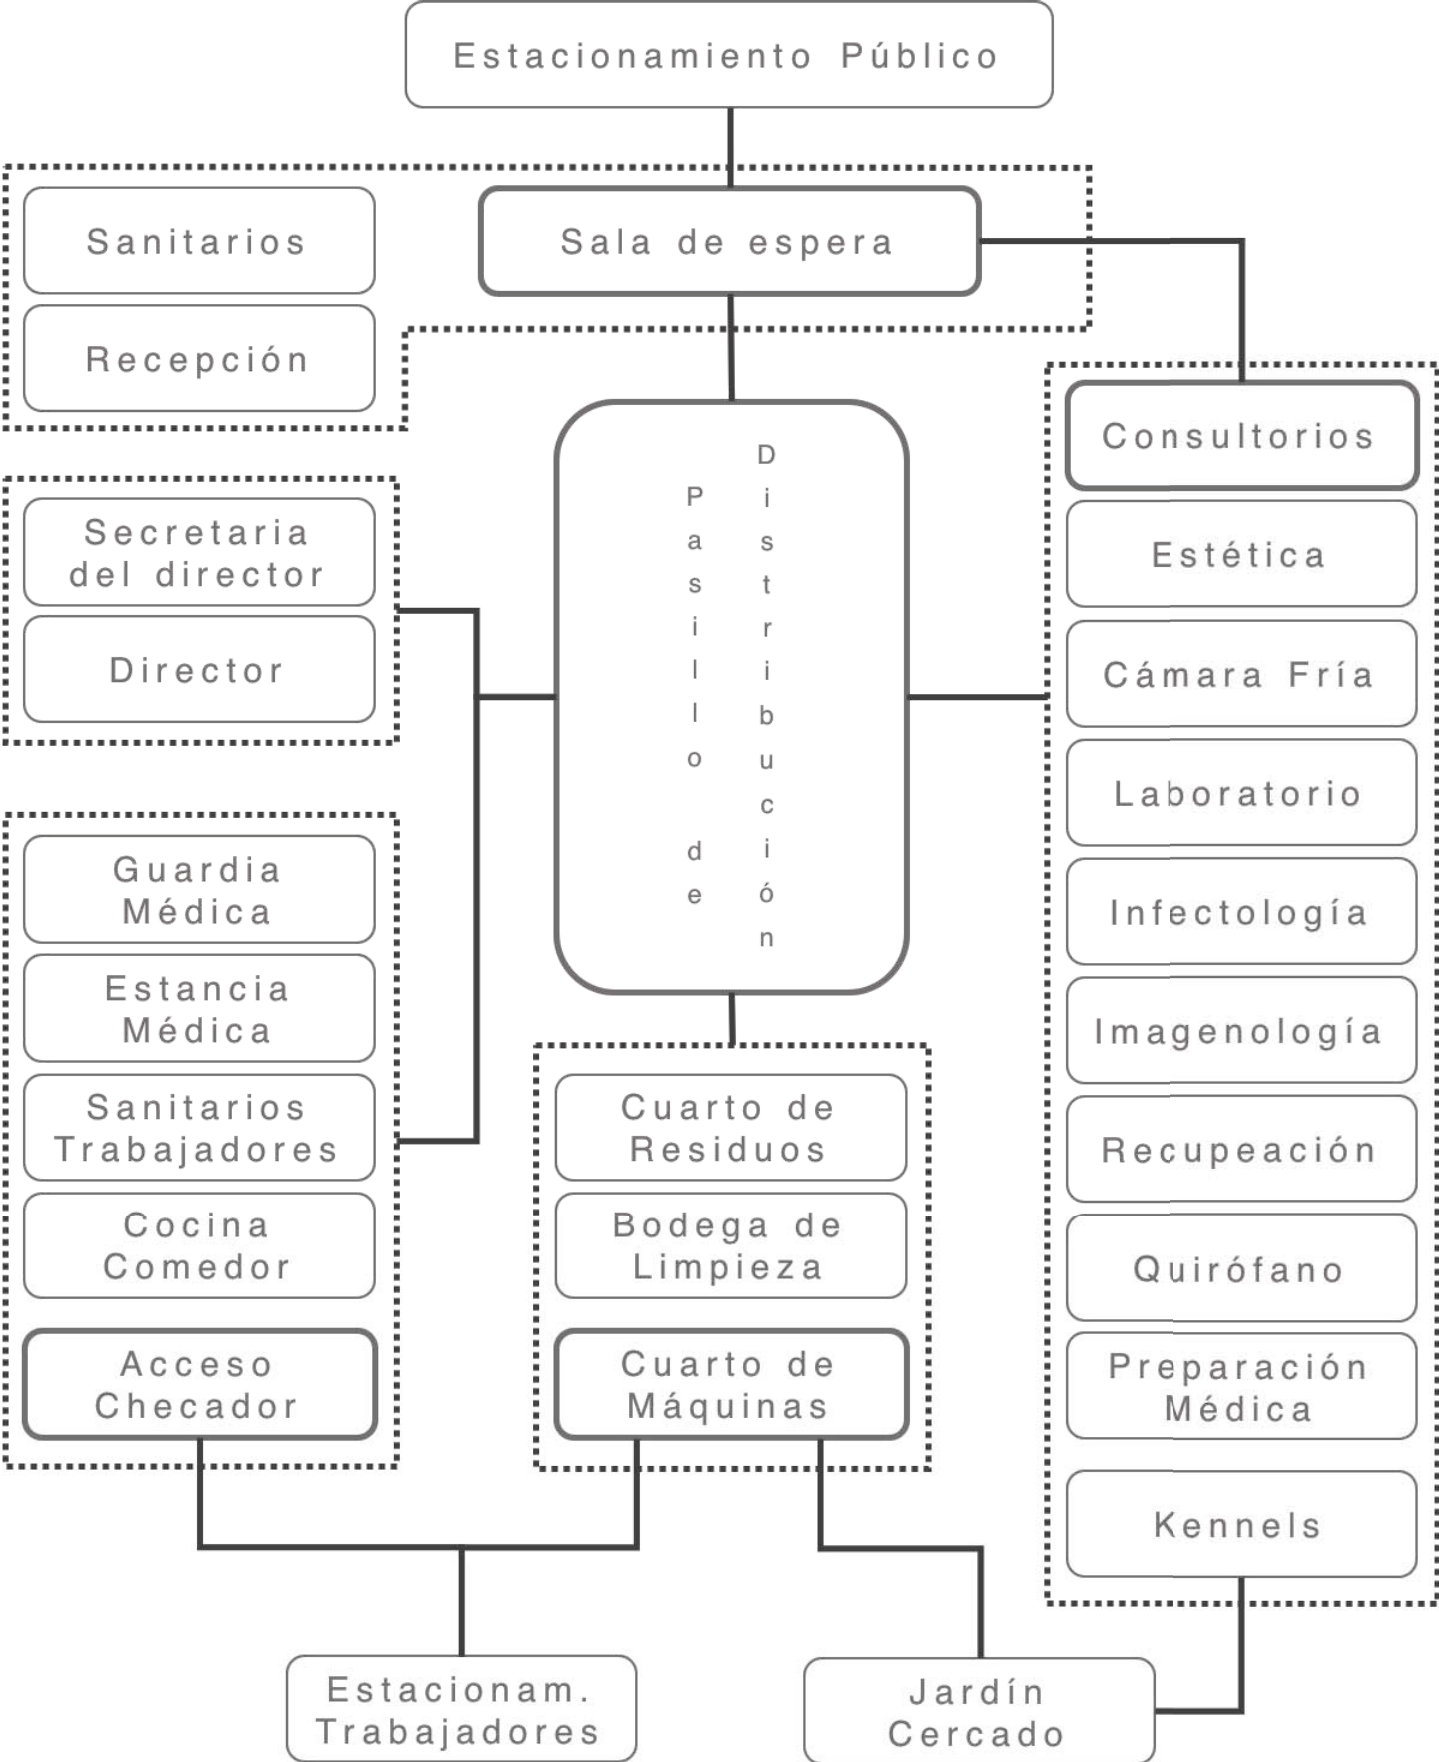 Estacionamiento Público
Sanitarios
Sala de espera
Recepción
Consultorios
Secretaria
del director
Director
Pasillo de
Distribución
Estética
Cámara Fría
Laboratorio
Infectología
Imagenología
Recupeación
Quirófano
Preparación
Médica
Kennels
Guardia
Médica
Estancia
Médica
Sanitarios
Trabajadores
Cocina
Comedor
Acceso
Checador
Cuarto de
Residuos
Bodega de
Limpieza
Cuarto de
Máquinas
Estacionam.
Trabajadores
Jardín
Cercado